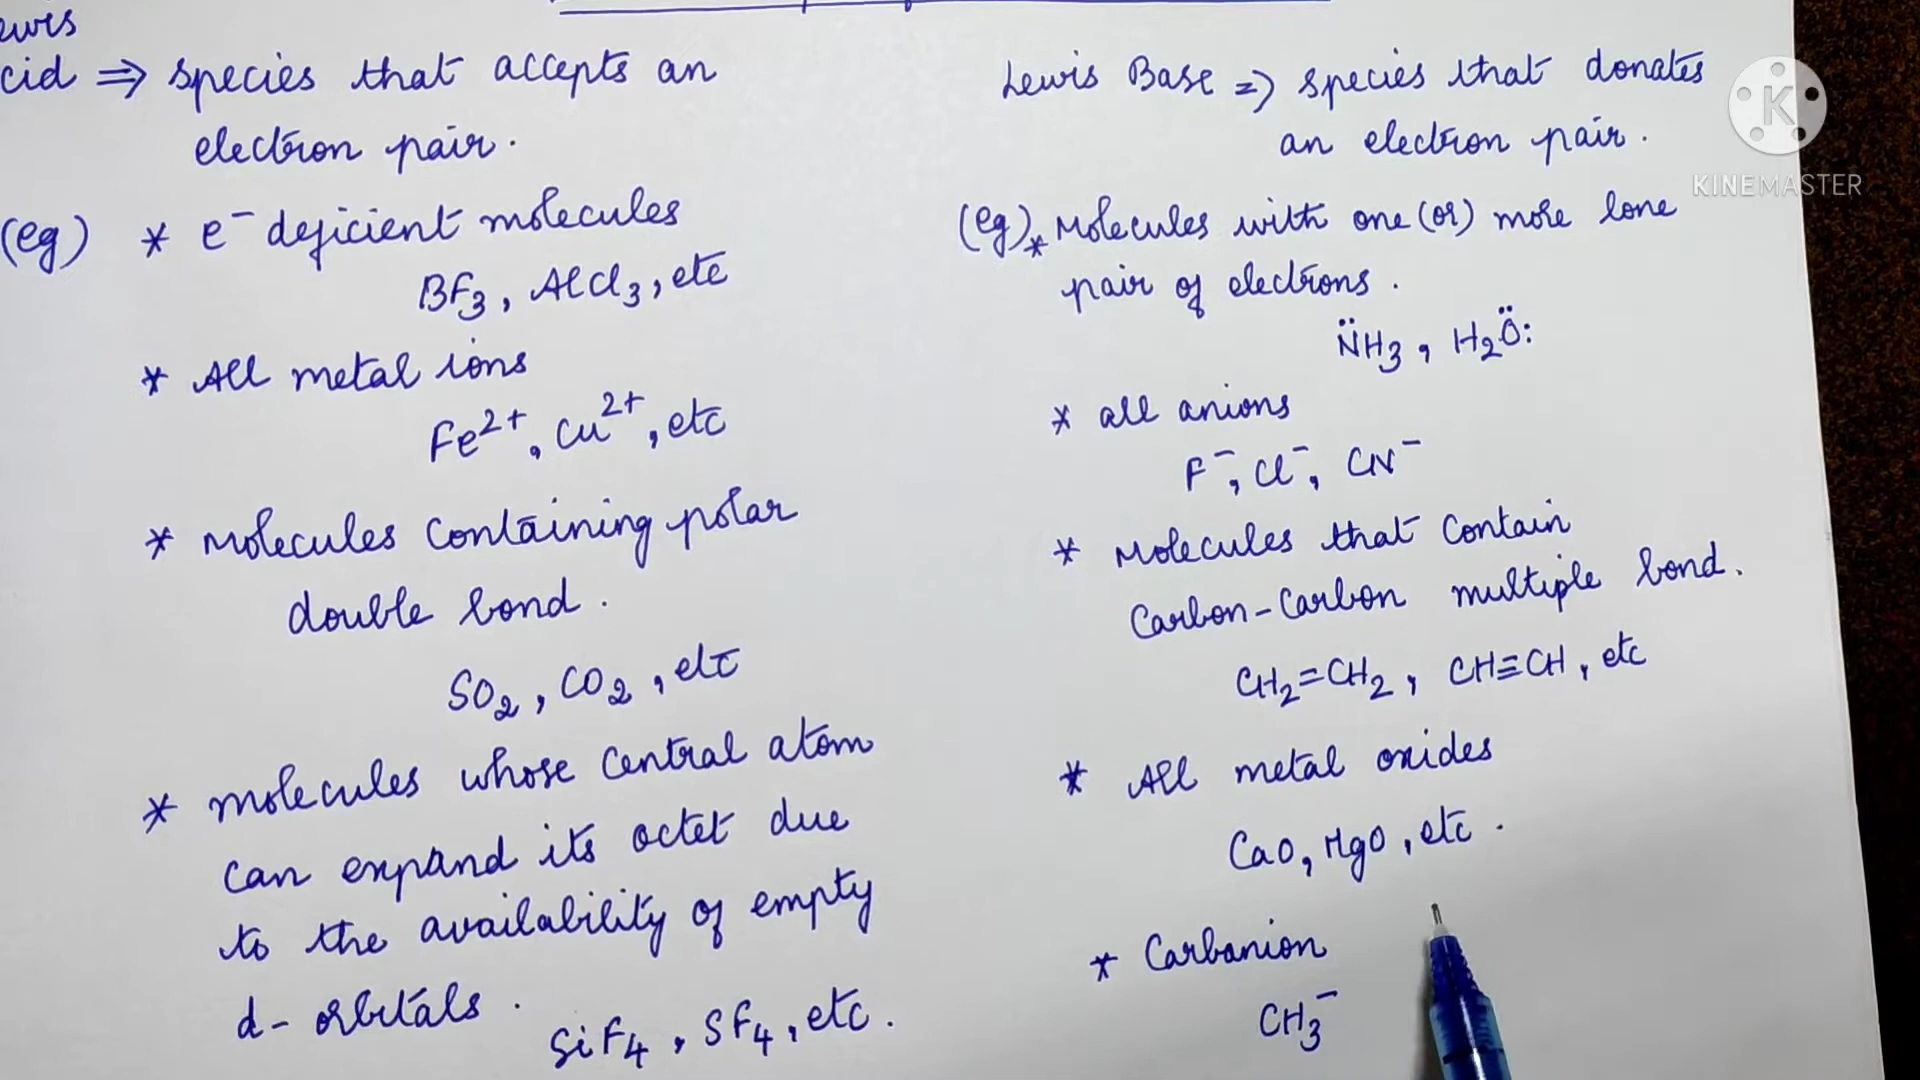 ewis
cid ⇒ species that accepts an
electron pair.
(eg) * e⁻ deficient molecules
BF₃, AlCl₃, etc
* All metal ions
Fe²⁺, Cu²⁺, etc
* Molecules containing polar
double bond.
SO₂, CO₂, etc
* molecules whose central atom
can expand its octet due
to the availability of empty
d-orbitals.
SiF₄, SF₄, etc.
Lewis Base ⇒ species that donates
an electron pair.
(eg) * Molecules with one (or) more lone
pair of electrons.
N̈H₃, H₂Ö:
* all anions
F⁻, Cl⁻, CN⁻
* Molecules that contain
Carbon-Carbon multiple bond.
CH₂=CH₂, CH≡CH, etc
* All metal oxides
CaO, MgO, etc.
* Carbanion
CH₃⁻
K
KINEMASTER